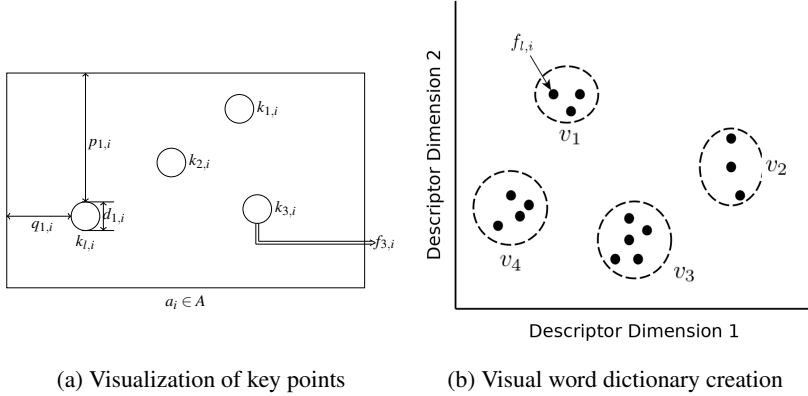 k1,i
p1,i
k2,i
k3,i
d1,i
q1,i
kl,i
f3,i
ai ∈ A
(a) Visualization of key points
Descriptor Dimension 2
fl,i
v1
v2
v4
v3
Descriptor Dimension 1
(b) Visual word dictionary creation